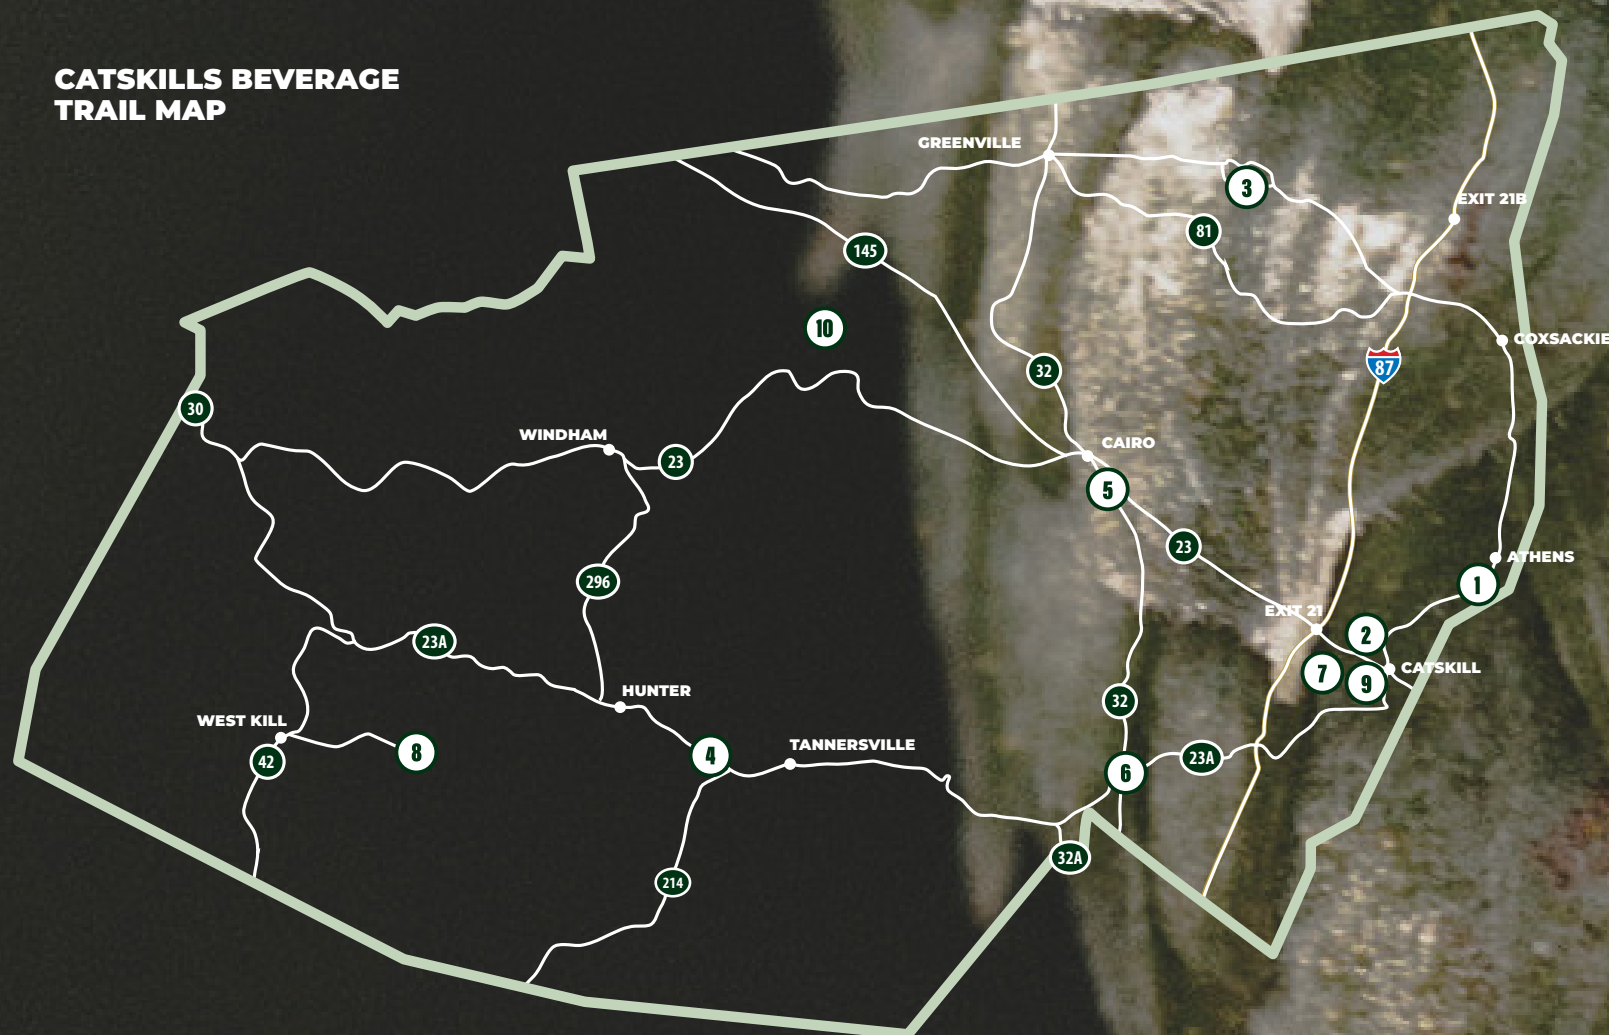 CATSKILLS BEVERAGE
TRAIL MAP
GREENVILLE
3
EXIT 21B
81
145
10
COXSACKIE
32
87
30
WINDHAM
23
CAIRO
5
23
ATHENS
296
1
EXIT 21
2
23A
CATSKILL
7
9
HUNTER
32
WEST KILL
42
8
4
TANNERSVILLE
6
23A
32A
214